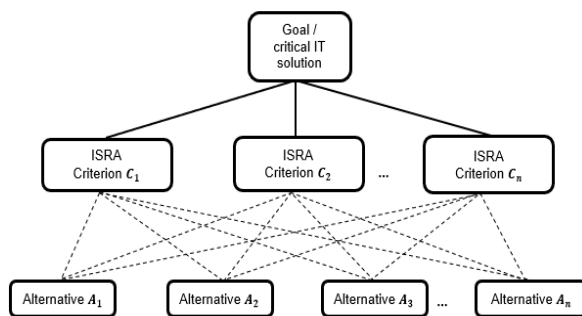 Goal /
critical IT
solution
ISRA
Criterion C₁
ISRA
Criterion C₂
...
ISRA
Criterion Cₙ
Alternative A₁
Alternative A₂
Alternative A₃
...
Alternative Aₙ